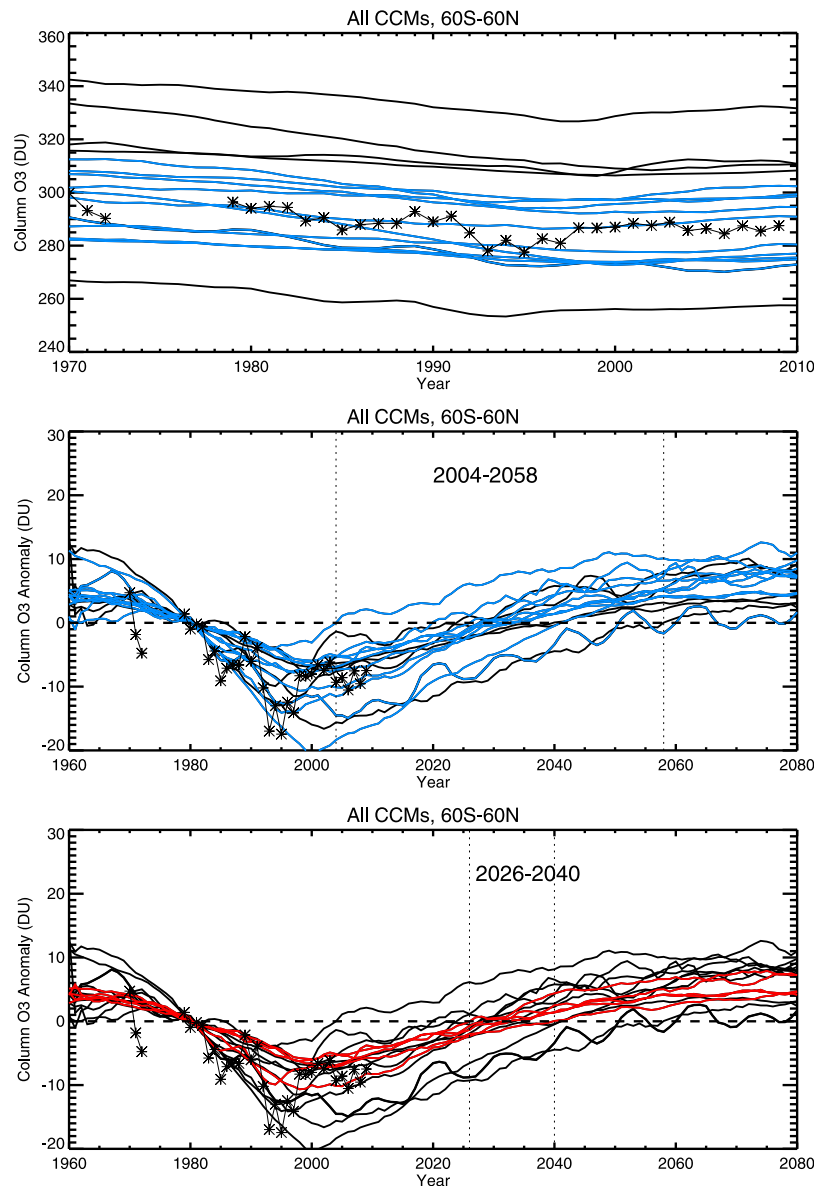 All CCMs, 60S-60N
360
340
320
300
280
260
240
Column O3 (DU)
1970 1980 1990 2000 2010
Year
All CCMs, 60S-60N
30
20
10
0
-10
-20
Column O3 Anomaly (DU)
2004-2058
1960 1980 2000 2020 2040 2060 2080
Year
All CCMs, 60S-60N
30
20
10
0
-10
-20
Column O3 Anomaly (DU)
2026-2040
1960 1980 2000 2020 2040 2060 2080
Year